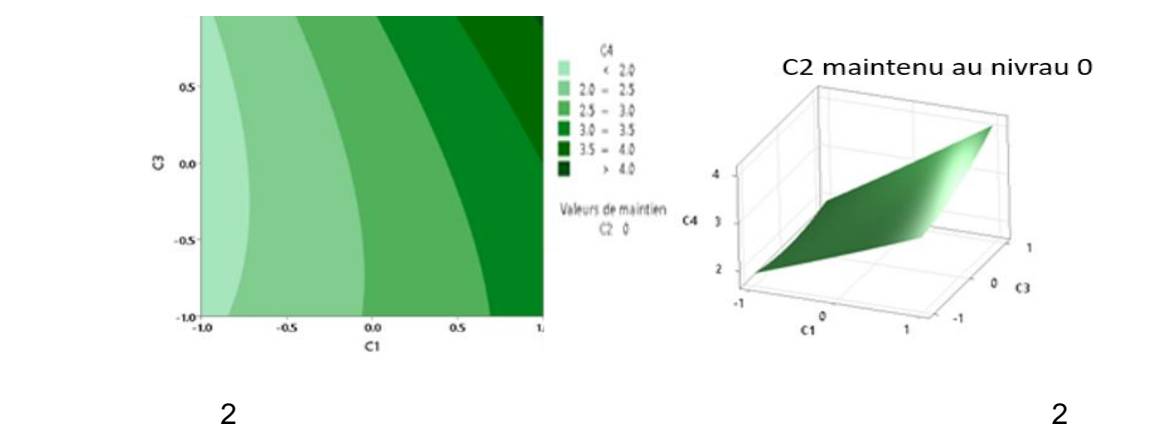 C4
< 2.0
2.0 – 2.5
2.5 – 3.0
3.0 – 3.5
3.5 – 4.0
> 4.0
Valeurs de maintien
C2 0
C3
0.5
0.0
-0.5
-1.0
-1.0 -0.5 0.0 0.5 1.
C1
C2 maintenu au nivrau 0
4
C4 3
2
-1 0 1
C1
-1 0 1
C3
2 2